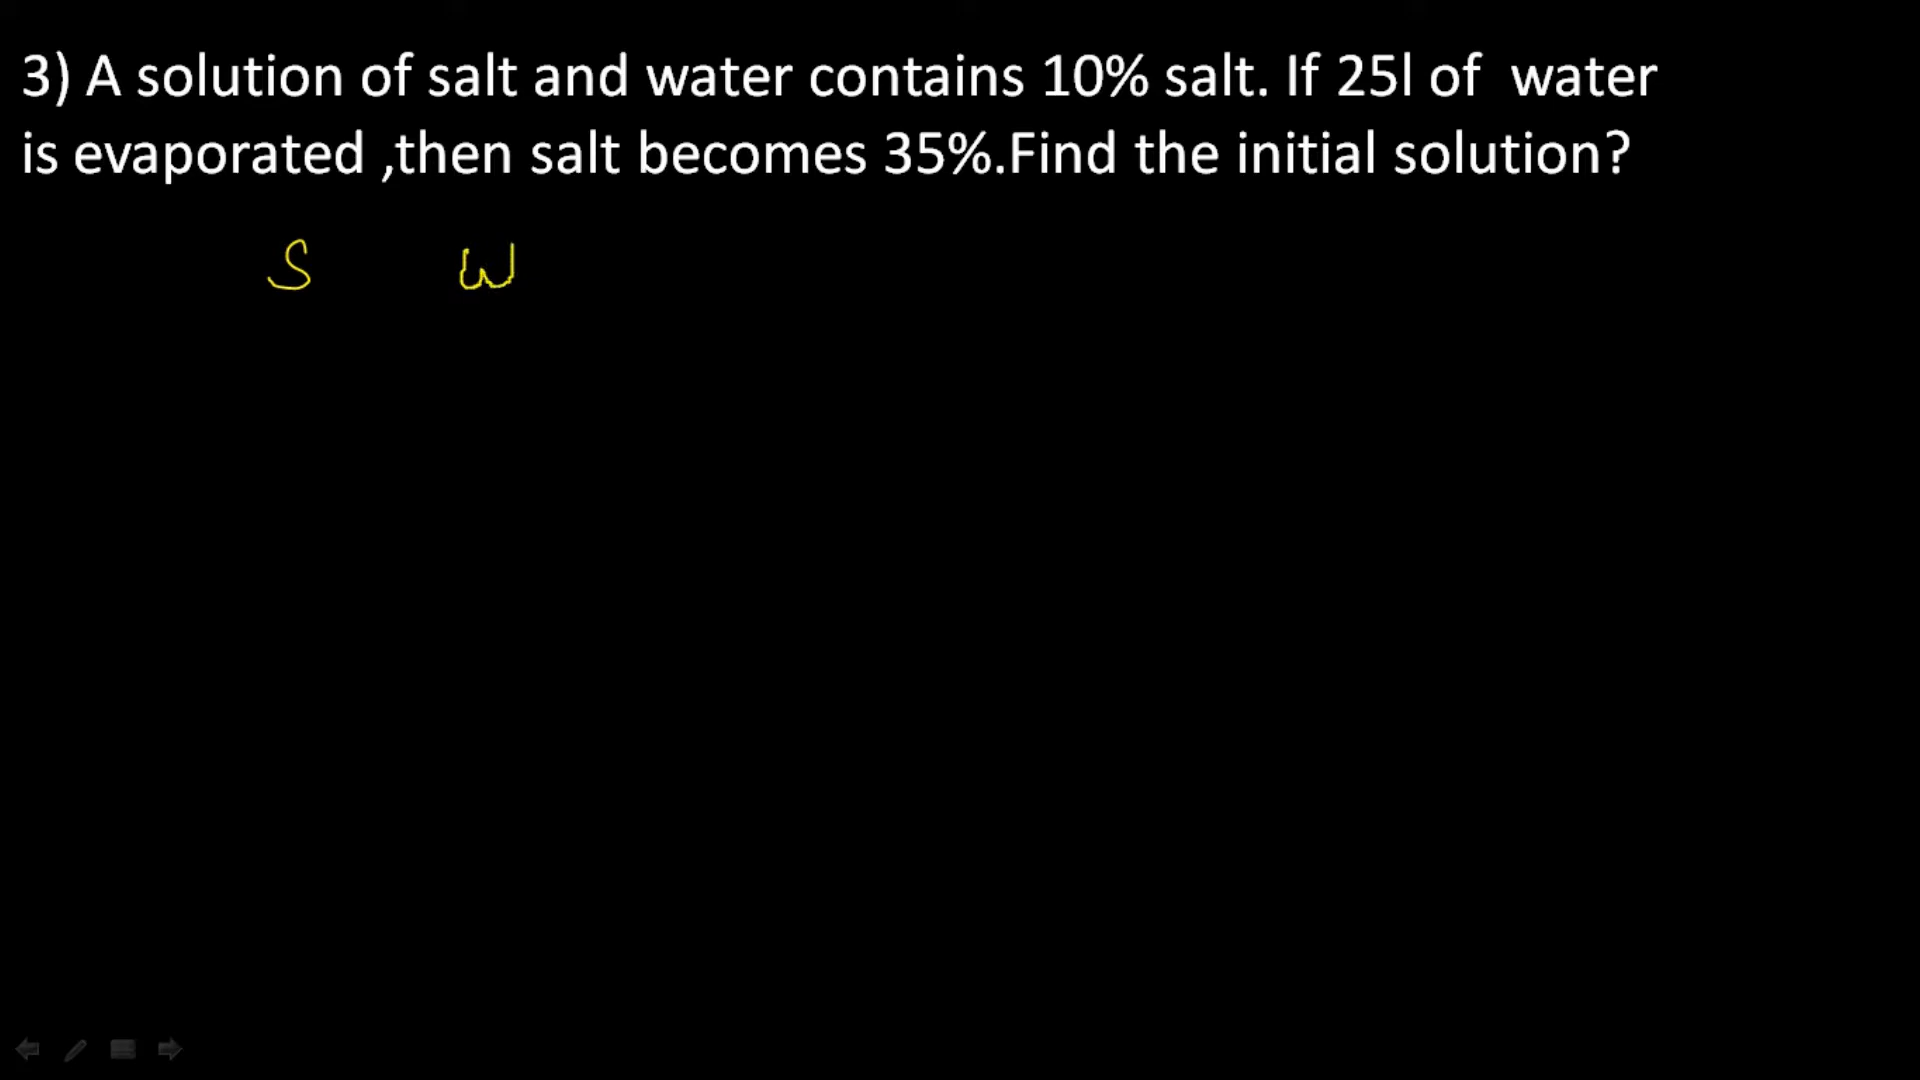 3) A solution of salt and water contains 10% salt. If 25l of  water
is evaporated ,then salt becomes 35%.Find the initial solution?
S W